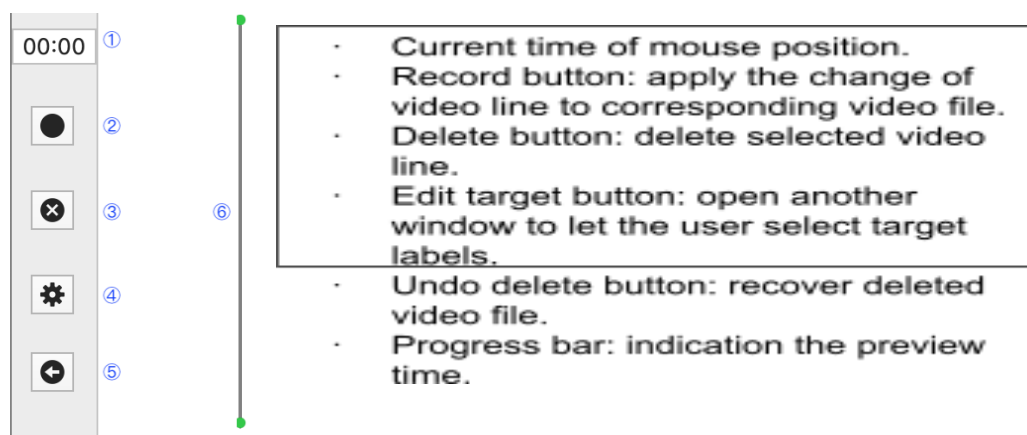 00:00 ①
②
③
④
⑤
⑥
· Current time of mouse position.
· Record button: apply the change of
video line to corresponding video file.
· Delete button: delete selected video
line.
· Edit target button: open another
window to let the user select target
labels.
· Undo delete button: recover deleted
video file.
· Progress bar: indication the preview
time.